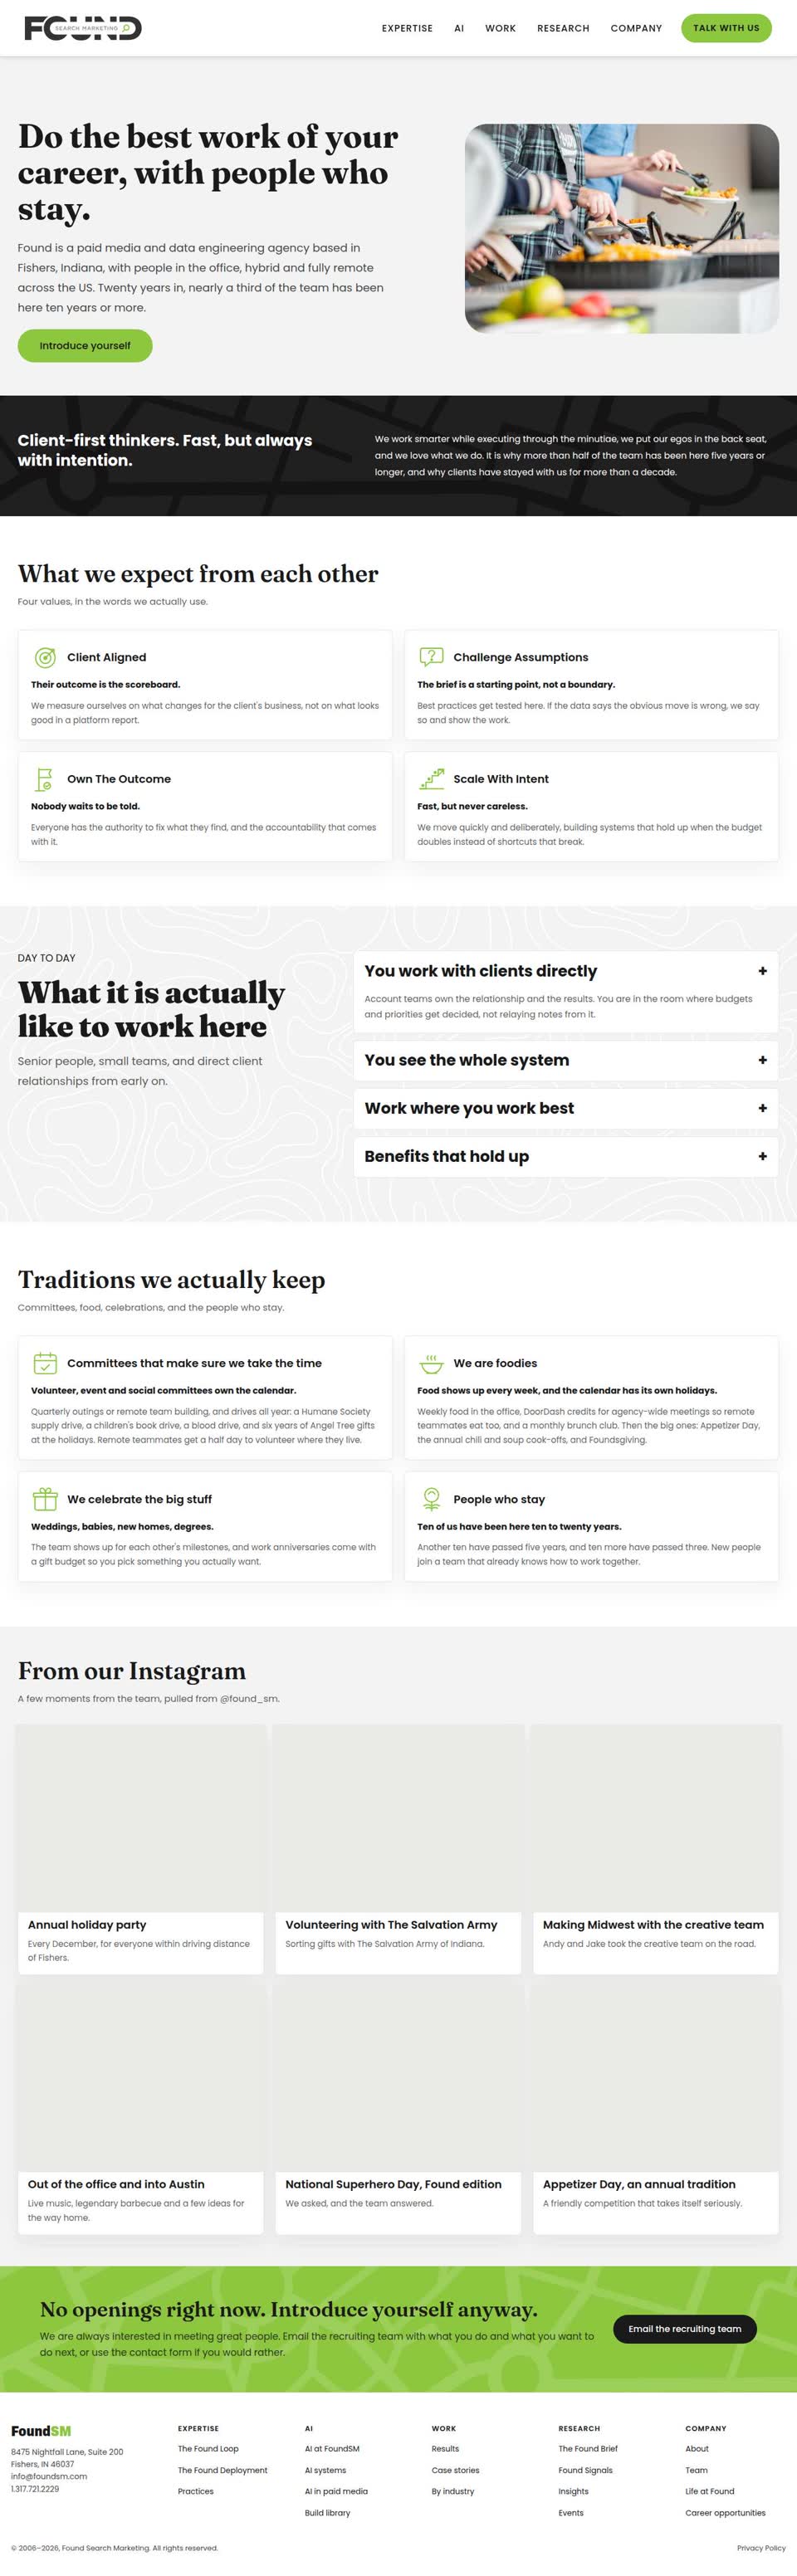 FOUND
SEARCH MARKETING
EXPERTISE
AI
WORK
RESEARCH
COMPANY
TALK WITH US
Do the best work of your
career, with people who
stay.
Found is a paid media and data engineering agency based in
Fishers, Indiana, with people in the office, hybrid and fully remote
across the US. Twenty years in, nearly a third of the team has been
here ten years or more.
Introduce yourself
Client-first thinkers. Fast, but always
with intention.
We work smarter while executing through the minutiae, we put our egos in the back seat,
and we love what we do. It is why more than half of the team has been here five years or
longer, and why clients have stayed with us for more than a decade.
What we expect from each other
Four values, in the words we actually use.
Client Aligned
Their outcome is the scoreboard.
We measure ourselves on what changes for the client's business, not on what looks
good in a platform report.
Challenge Assumptions
The brief is a starting point, not a boundary.
Best practices get tested here. If the data says the obvious move is wrong, we say
so and show the work.
Own The Outcome
Nobody waits to be told.
Everyone has the authority to fix what they find, and the accountability that comes
with it.
Scale With Intent
Fast, but never careless.
We move quickly and deliberately, building systems that hold up when the budget
doubles instead of shortcuts that break.
DAY TO DAY
What it is actually
like to work here
Senior people, small teams, and direct client
relationships from early on.
You work with clients directly +
Account teams own the relationship and the results. You are in the room where budgets
and priorities get decided, not relaying notes from it.
You see the whole system +
Work where you work best +
Benefits that hold up +
Traditions we actually keep
Committees, food, celebrations, and the people who stay.
Committees that make sure we take the time
Volunteer, event and social committees own the calendar.
Quarterly outings or remote team building, and drives all year: a Humane Society
supply drive, a children's book drive, a blood drive, and six years of Angel Tree gifts
at the holidays. Remote teammates get a half day to volunteer where they live.
We are foodies
Food shows up every week, and the calendar has its own holidays.
Weekly food in the office, DoorDash credits for agency-wide meetings so remote
teammates eat too, and a monthly brunch club. Then the big ones: Appetizer Day,
the annual chili and soup cook-offs, and Foundsgiving.
We celebrate the big stuff
Weddings, babies, new homes, degrees.
The team shows up for each other's milestones, and work anniversaries come with
a gift budget so you pick something you actually want.
People who stay
Ten of us have been here ten to twenty years.
Another ten have passed five years, and ten more have passed three. New people
join a team that already knows how to work together.
From our Instagram
A few moments from the team, pulled from @found_sm.
Annual holiday party
Every December, for everyone within driving distance
of Fishers.
Volunteering with The Salvation Army
Sorting gifts with The Salvation Army of Indiana.
Making Midwest with the creative team
Andy and Jake took the creative team on the road.
Out of the office and into Austin
Live music, legendary barbecue and a few ideas for
the way home.
National Superhero Day, Found edition
We asked, and the team answered.
Appetizer Day, an annual tradition
A friendly competition that takes itself seriously.
No openings right now. Introduce yourself anyway.
We are always interested in meeting great people. Email the recruiting team with what you do and what you want to
do next, or use the contact form if you would rather.
Email the recruiting team
FoundSM
8475 Nightfall Lane, Suite 200
Fishers, IN 46037
info@foundsm.com
1.317.721.2229
EXPERTISE
The Found Loop
The Found Deployment
Practices
AI
AI at FoundSM
AI systems
AI in paid media
Build library
WORK
Results
Case stories
By industry
RESEARCH
The Found Brief
Found Signals
Insights
Events
COMPANY
About
Team
Life at Found
Career opportunities
© 2006–2026, Found Search Marketing. All rights reserved.
Privacy Policy